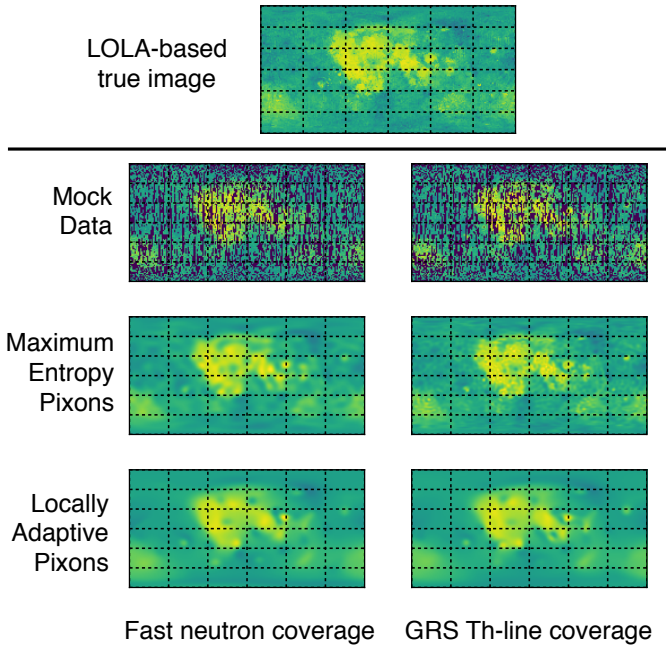 LOLA-based
true image
Mock
Data
Maximum
Entropy
Pixons
Locally
Adaptive
Pixons
Fast neutron coverage
GRS Th-line coverage